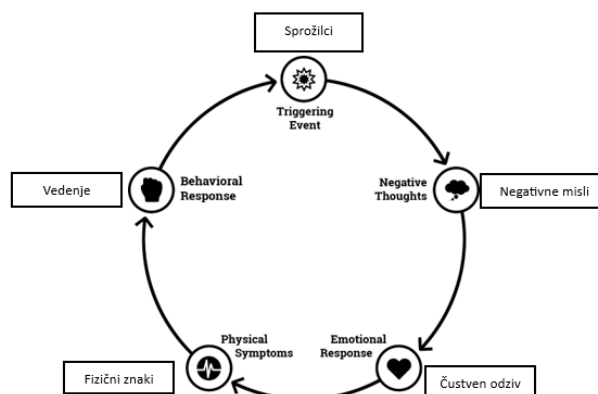 Sprožilci
Triggering
Event
Vedenje
Behavioral
Response
Negative
Thoughts
Negativne misli
Physical
Symptoms
Emotional
Response
Fizični znaki
Čustven odziv